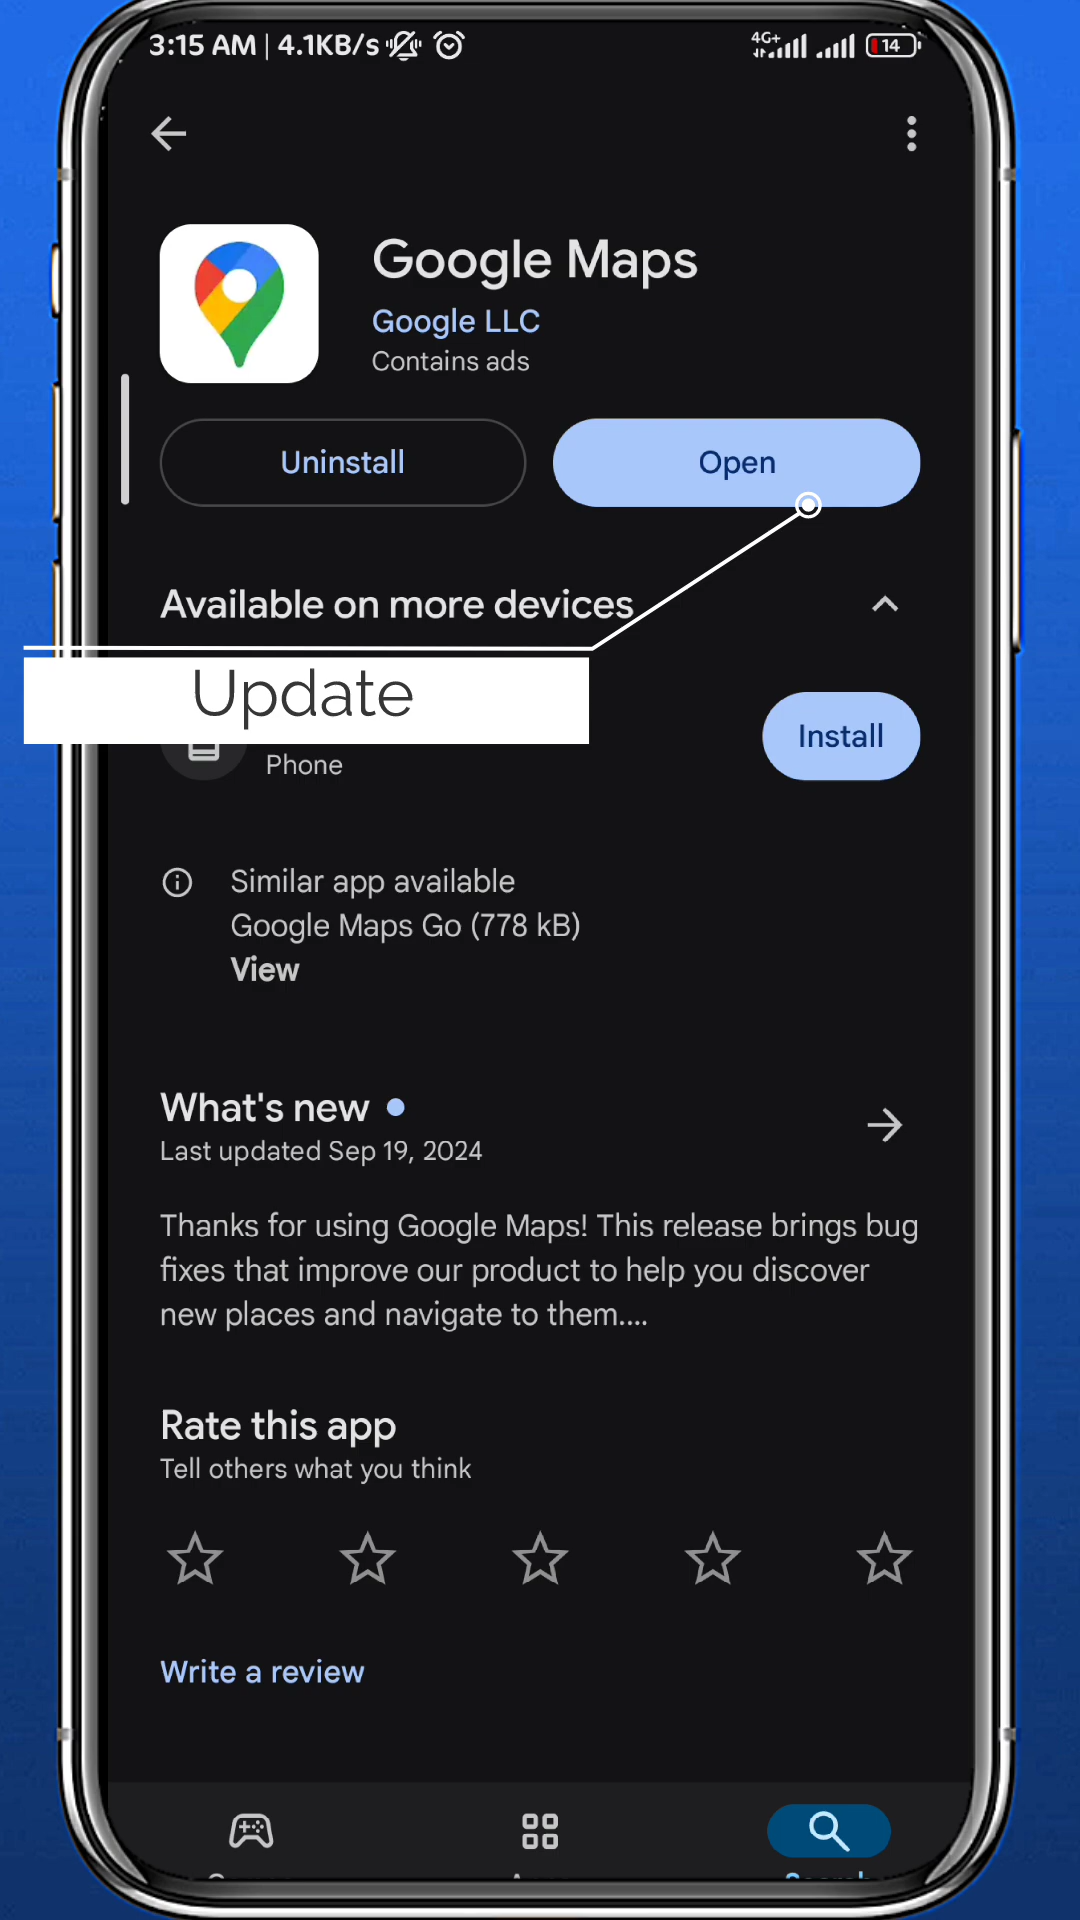 3:15 AM | 4.1KB/s
4G+
14
Google Maps
Google LLC
Contains ads
Uninstall
Open
Available on more devices
Update
Phone
Install
Similar app available
Google Maps Go (778 kB)
View
What's new
Last updated Sep 19, 2024
Thanks for using Google Maps! This release brings bug
fixes that improve our product to help you discover
new places and navigate to them....
Rate this app
Tell others what you think
Write a review